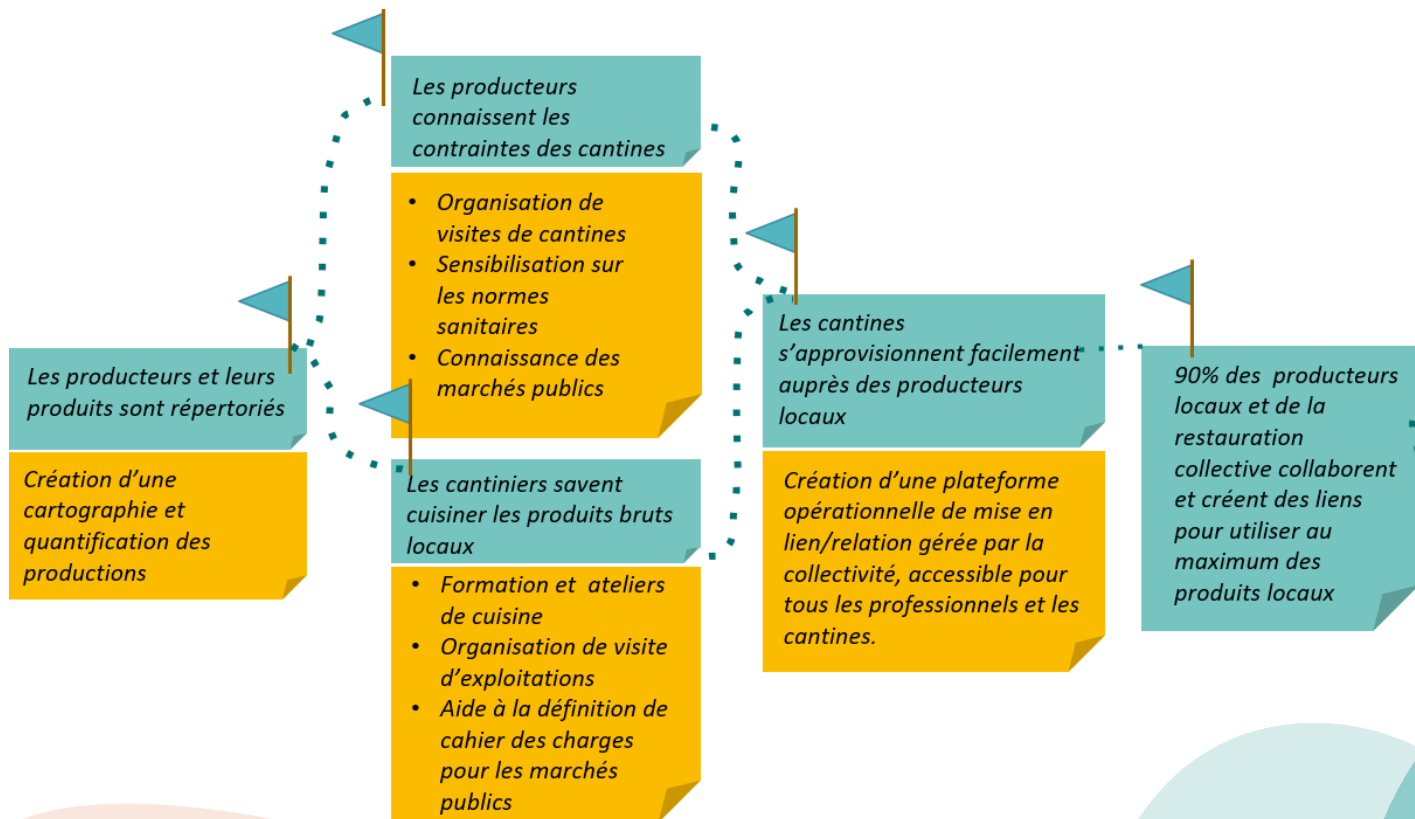 Les producteurs et leurs
produits sont répertoriés
Création d’une
cartographie et
quantification des
productions
Les producteurs
connaissent les
contraintes des cantines
• Organisation de
visites de cantines
• Sensibilisation sur
les normes
sanitaires
• Connaissance des
marchés publics
Les cantiniers savent
cuisiner les produits bruts
locaux
• Formation et ateliers
de cuisine
• Organisation de visite
d’exploitations
• Aide à la définition de
cahier des charges
pour les marchés
publics
Les cantines
s’approvisionnent facilement
auprès des producteurs
locaux
Création d’une plateforme
opérationnelle de mise en
lien/relation gérée par la
collectivité, accessible pour
tous les professionnels et les
cantines.
90% des producteurs
locaux et de la
restauration
collective collaborent
et créent des liens
pour utiliser au
maximum des
produits locaux